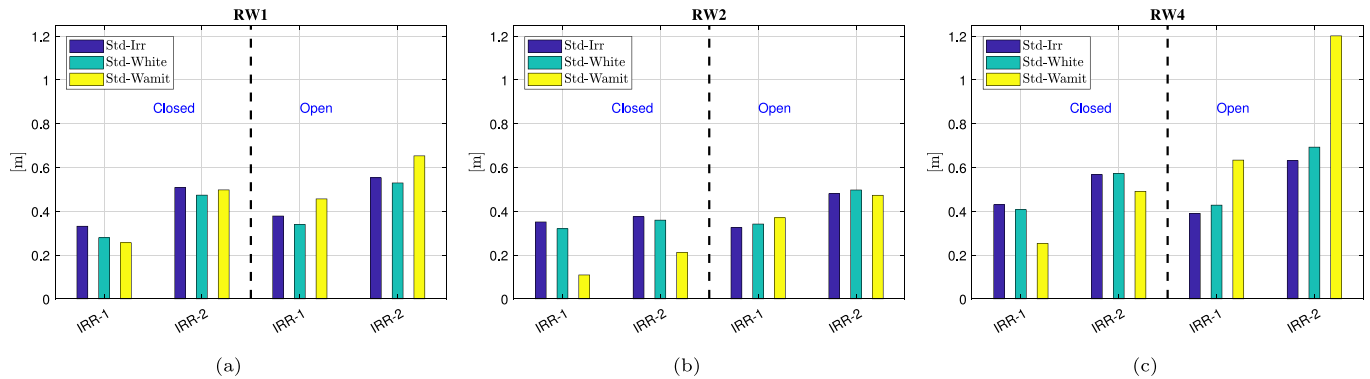 RW1
1.2
1
0.8
0.6
0.4
0.2
0
[m]
Std-Irr
Std-White
Std-Wamit
Closed
Open
IRR-1
IRR-2
IRR-1
IRR-2
(a)
RW2
1.2
1
0.8
0.6
0.4
0.2
0
[m]
Std-Irr
Std-White
Std-Wamit
Closed
Open
IRR-1
IRR-2
IRR-1
IRR-2
(b)
RW4
1.2
1
0.8
0.6
0.4
0.2
0
[m]
Std-Irr
Std-White
Std-Wamit
Closed
Open
IRR-1
IRR-2
IRR-1
IRR-2
(c)